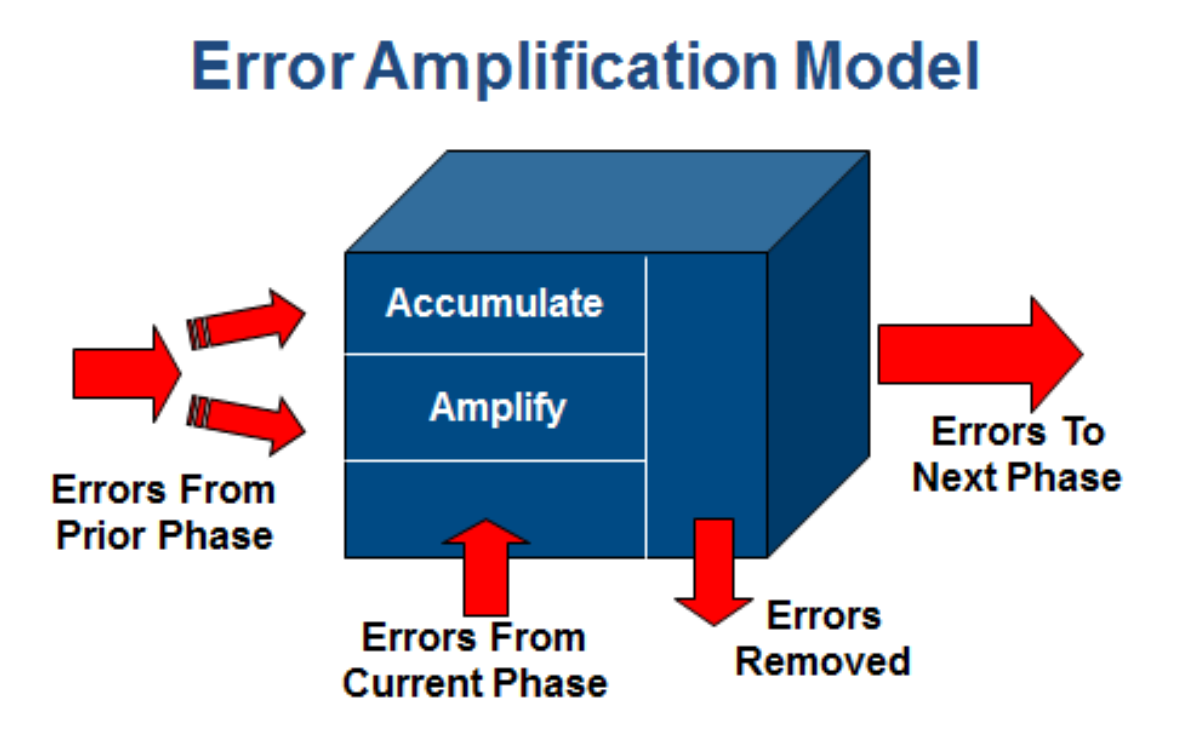 Error Amplification Model
Accumulate
Amplify
Errors From
Prior Phase
Errors From
Current Phase
Errors
Removed
Errors To
Next Phase